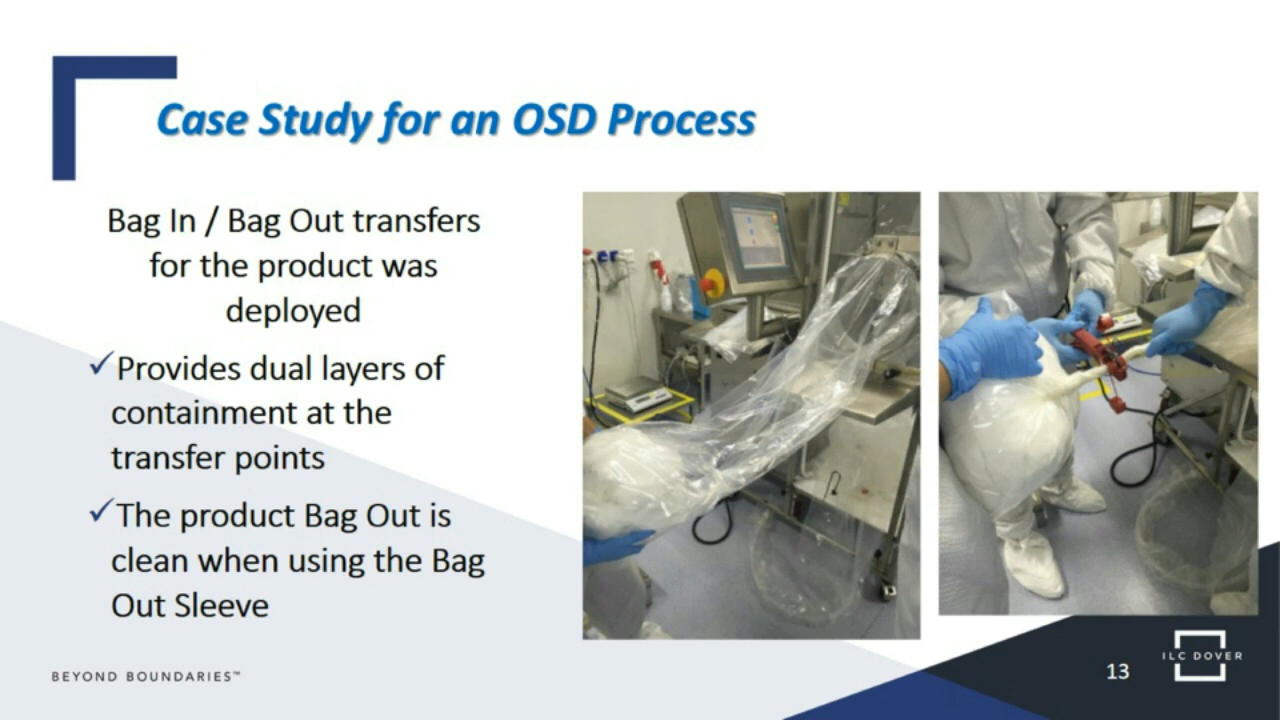 Case Study for an OSD Process
Bag In / Bag Out transfers
for the product was
deployed
✓Provides dual layers of
containment at the
transfer points
✓The product Bag Out is
clean when using the Bag
Out Sleeve
BEYOND BOUNDARIES™
13
ILC DOVER